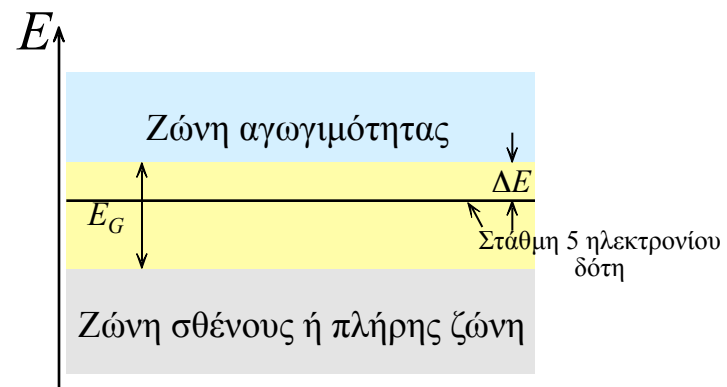 E
Ζώνη αγωγιμότητας
ΔE
E_G
Στάθμη 5 ηλεκτρονίου
δότη
Ζώνη σθένους ή πλήρης ζώνη